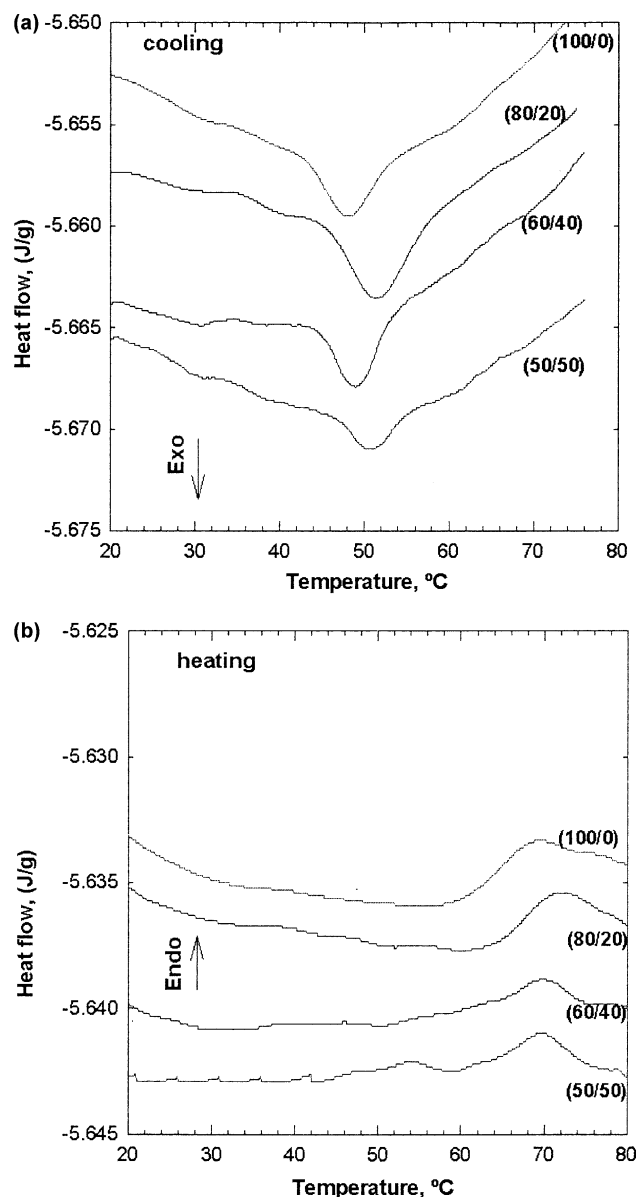 (a)
cooling
(100/0)
(80/20)
(60/40)
(50/50)
Exo
Heat flow, (J/g)
-5.650
-5.655
-5.660
-5.665
-5.670
-5.675
20 30 40 50 60 70 80
Temperature, ºC
(b)
heating
(100/0)
(80/20)
(60/40)
(50/50)
Endo
Heat flow, (J/g)
-5.625
-5.630
-5.635
-5.640
-5.645
20 30 40 50 60 70 80
Temperature, ºC